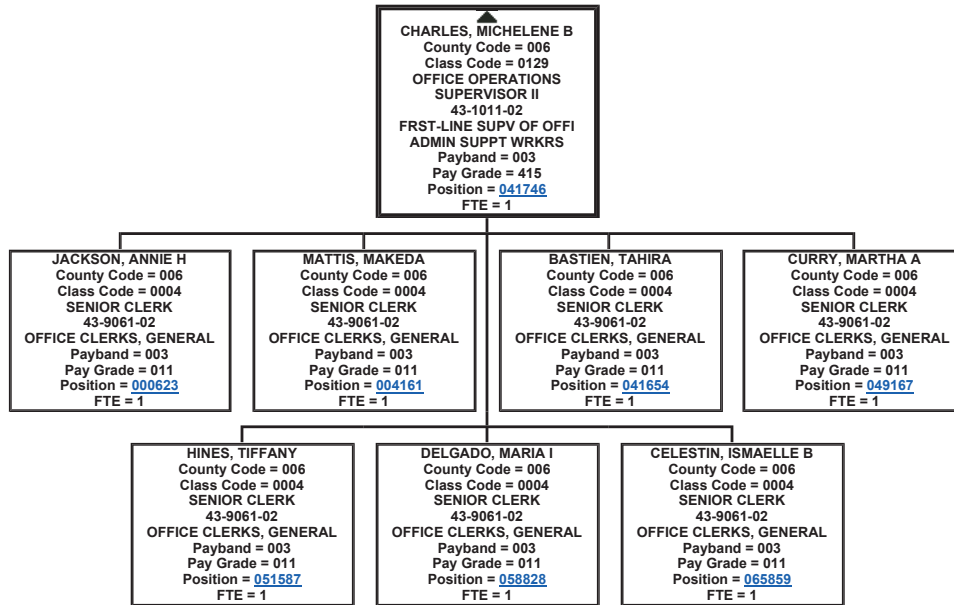 CHARLES, MICHELENE B
County Code = 006
Class Code = 0129
OFFICE OPERATIONS
SUPERVISOR II
43-1011-02
FRST-LINE SUPV OF OFFI
ADMIN SUPPT WRKRS
Payband = 003
Pay Grade = 415
Position = 041746
FTE = 1
JACKSON, ANNIE H
County Code = 006
Class Code = 0004
SENIOR CLERK
43-9061-02
OFFICE CLERKS, GENERAL
Payband = 003
Pay Grade = 011
Position = 000623
FTE = 1
MATTIS, MAKEDA
County Code = 006
Class Code = 0004
SENIOR CLERK
43-9061-02
OFFICE CLERKS, GENERAL
Payband = 003
Pay Grade = 011
Position = 004161
FTE = 1
BASTIEN, TAHIRA
County Code = 006
Class Code = 0004
SENIOR CLERK
43-9061-02
OFFICE CLERKS, GENERAL
Payband = 003
Pay Grade = 011
Position = 041654
FTE = 1
CURRY, MARTHA A
County Code = 006
Class Code = 0004
SENIOR CLERK
43-9061-02
OFFICE CLERKS, GENERAL
Payband = 003
Pay Grade = 011
Position = 049167
FTE = 1
HINES, TIFFANY
County Code = 006
Class Code = 0004
SENIOR CLERK
43-9061-02
OFFICE CLERKS, GENERAL
Payband = 003
Pay Grade = 011
Position = 051587
FTE = 1
DELGADO, MARIA I
County Code = 006
Class Code = 0004
SENIOR CLERK
43-9061-02
OFFICE CLERKS, GENERAL
Payband = 003
Pay Grade = 011
Position = 058828
FTE = 1
CELESTIN, ISMAELLE B
County Code = 006
Class Code = 0004
SENIOR CLERK
43-9061-02
OFFICE CLERKS, GENERAL
Payband = 003
Pay Grade = 011
Position = 065859
FTE = 1